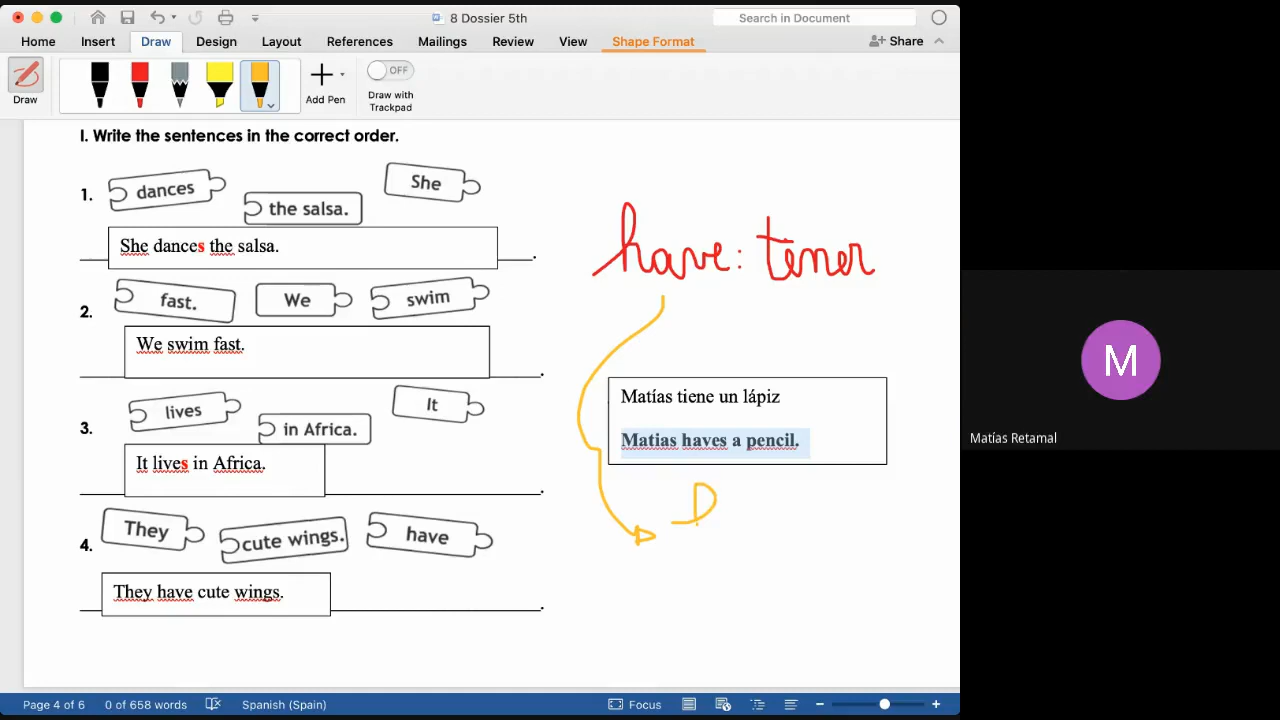 8 Dossier 5th
Search in Document
Home Insert Draw Design Layout References Mailings Review View Shape Format Share
OFF
Draw Add Pen Draw with Trackpad
I. Write the sentences in the correct order.
1. dances the salsa. She
She dances the salsa.
2. fast. We swim
We swim fast.
3. lives in Africa. It
It lives in Africa.
4. They cute wings. have
They have cute wings.
have: tener
Matías tiene un lápiz
Matias haves a pencil.
M
Matías Retamal
Page 4 of 6 0 of 658 words Spanish (Spain) Focus